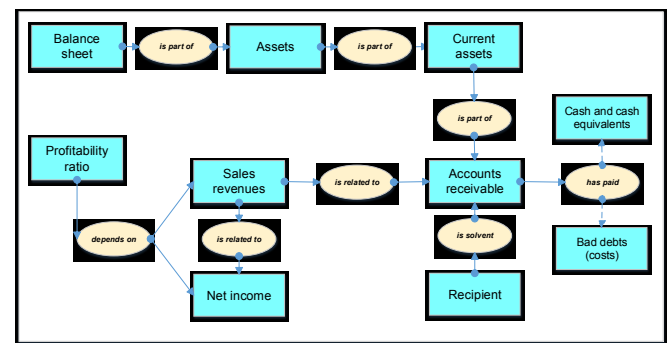 Balance
sheet
is part of
Assets
is part of
Current
assets
is part of
Cash and cash
equivalents
Profitability
ratio
Sales
revenues
is related to
Accounts
receivable
has paid
depends on
is related to
is solvent
Bad debts
(costs)
Net income
Recipient